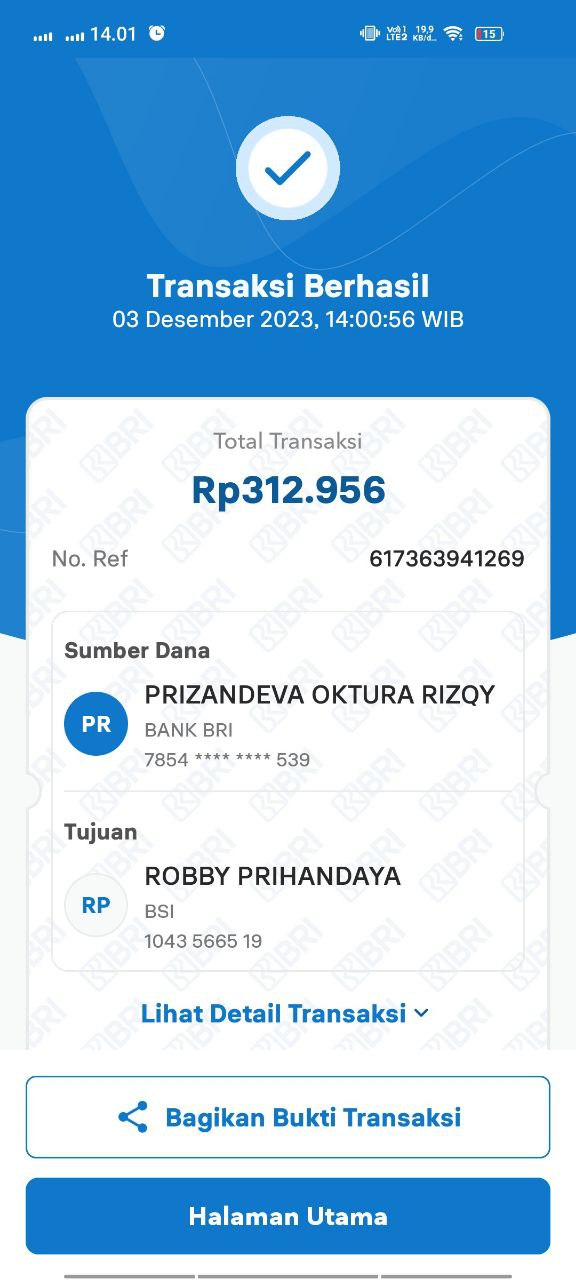 14.01
Vo) 1 LTE2 19,9 KB/d... 15
Transaksi Berhasil
03 Desember 2023, 14:00:56 WIB
Total Transaksi
Rp312.956
No. Ref 617363941269
Sumber Dana
PR PRIZANDEVA OKTURA RIZQY
BANK BRI
7854 **** **** 539
Tujuan
RP ROBBY PRIHANDAYA
BSI
1043 5665 19
Lihat Detail Transaksi
Bagikan Bukti Transaksi
Halaman Utama